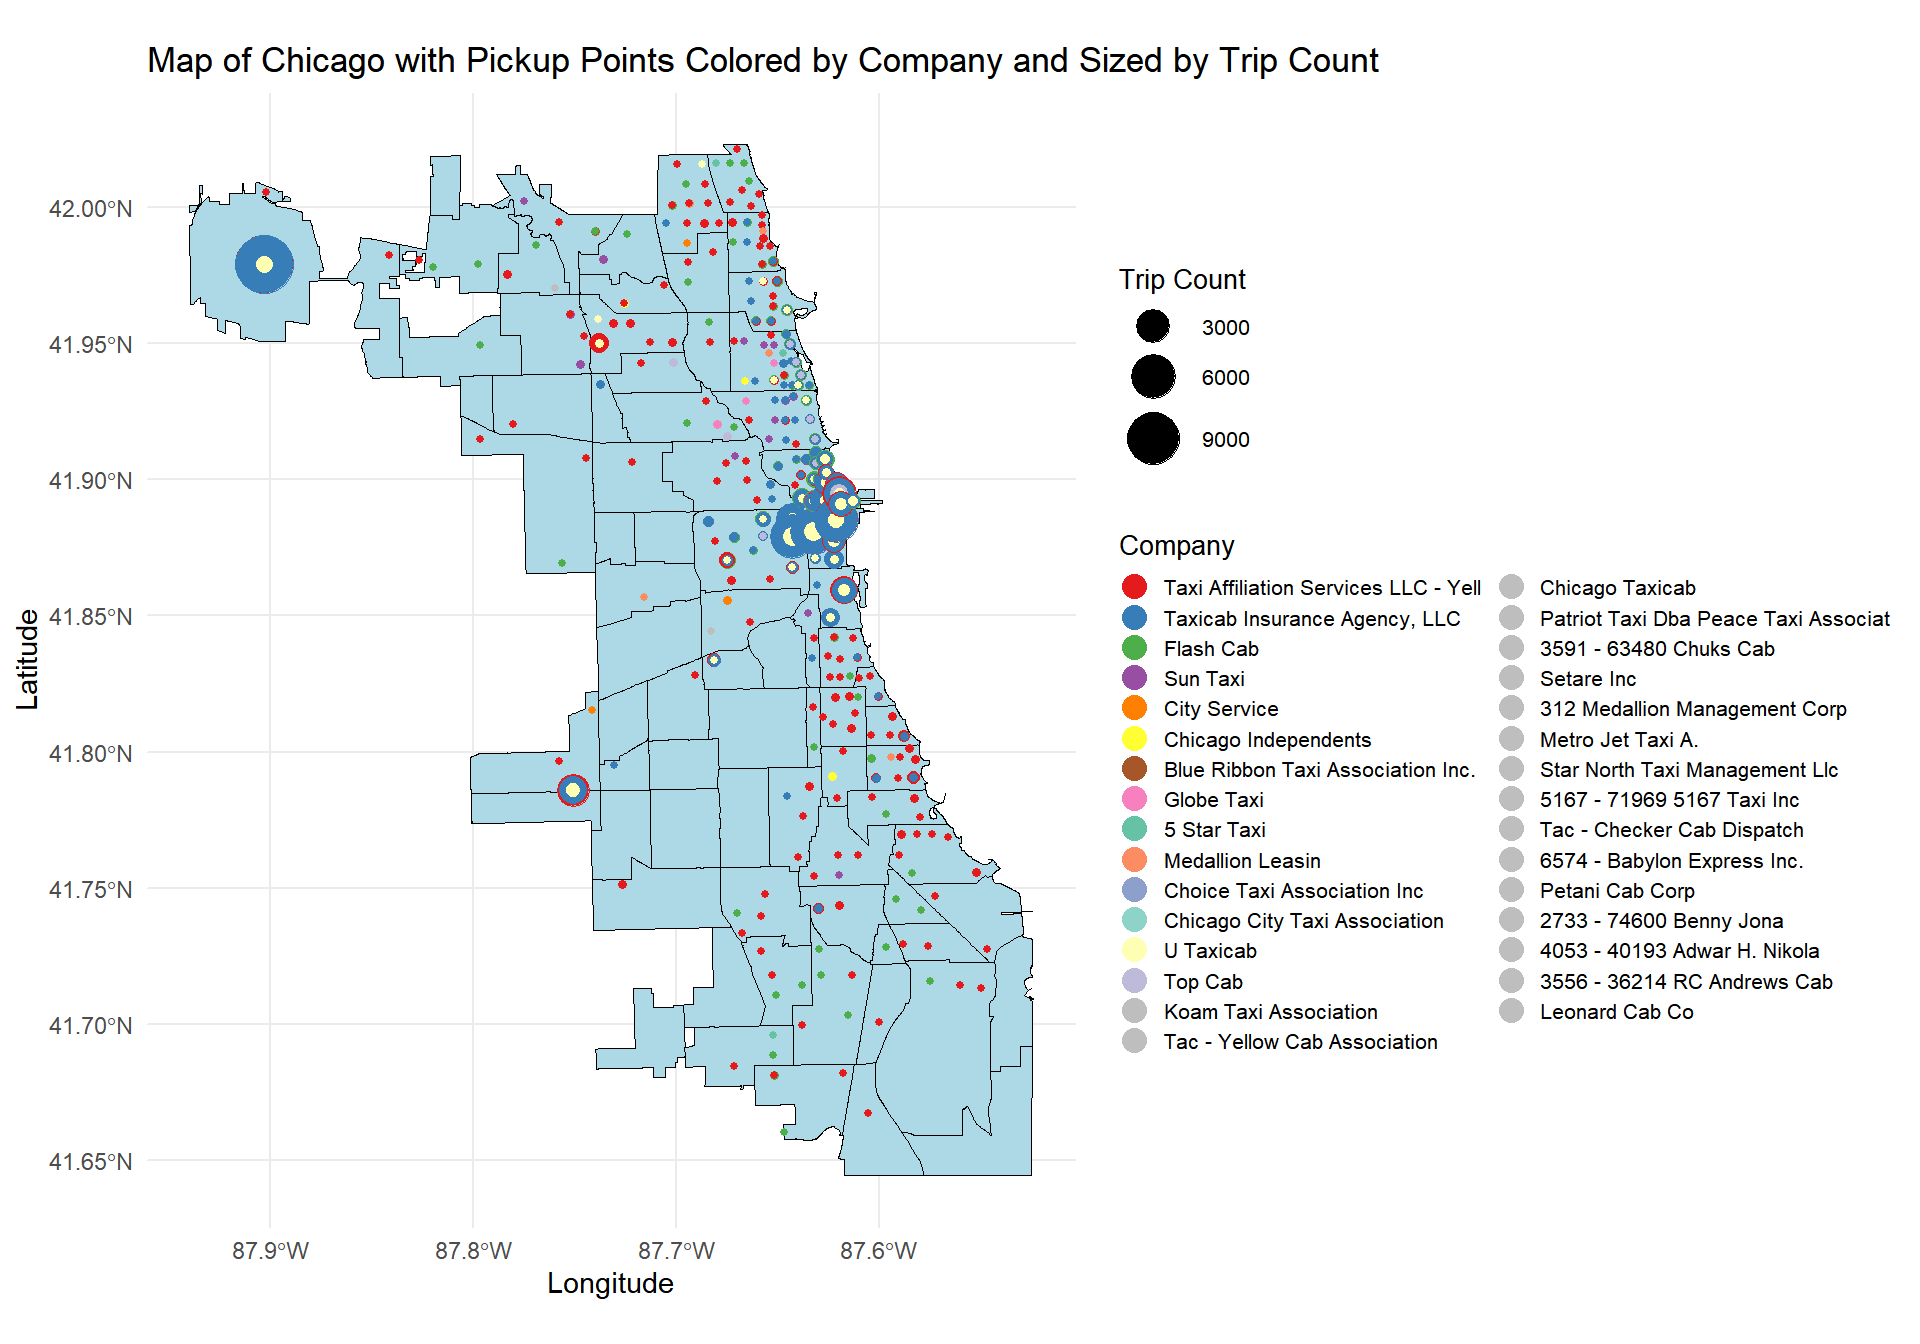 Map of Chicago with Pickup Points Colored by Company and Sized by Trip Count
42.00°N
41.95°N
41.90°N
41.85°N
41.80°N
41.75°N
41.70°N
41.65°N
Latitude
87.9°W
87.8°W
87.7°W
87.6°W
Longitude
Trip Count
3000
6000
9000
Company
Taxi Affiliation Services LLC - Yell
Taxicab Insurance Agency, LLC
Flash Cab
Sun Taxi
City Service
Chicago Independents
Blue Ribbon Taxi Association Inc.
Globe Taxi
5 Star Taxi
Medallion Leasin
Choice Taxi Association Inc
Chicago City Taxi Association
U Taxicab
Top Cab
Koam Taxi Association
Tac - Yellow Cab Association
Chicago Taxicab
Patriot Taxi Dba Peace Taxi Associat
3591 - 63480 Chuks Cab
Setare Inc
312 Medallion Management Corp
Metro Jet Taxi A.
Star North Taxi Management Llc
5167 - 71969 5167 Taxi Inc
Tac - Checker Cab Dispatch
6574 - Babylon Express Inc.
Petani Cab Corp
2733 - 74600 Benny Jona
4053 - 40193 Adwar H. Nikola
3556 - 36214 RC Andrews Cab
Leonard Cab Co